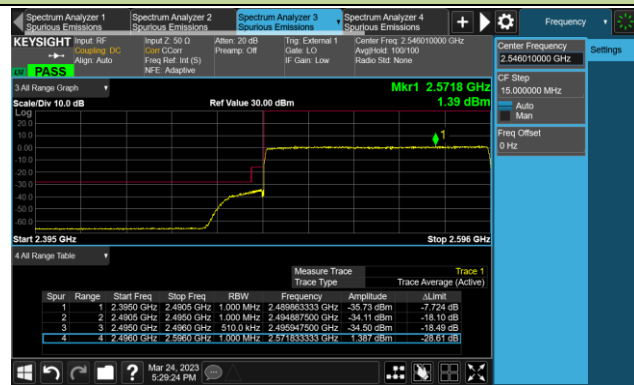 Spectrum Analyzer 1 Spectrum Analyzer 2 Spectrum Analyzer 3 Spectrum Analyzer 4 Frequency
Spurious Emissions Spurious Emissions Spurious Emissions Spurious Emissions
KEYSIGHT Input: RF Input Z: 50 Ω Atten: 20 dB Trig: External 1 Center Freq: 2.546010000 GHz
Coupling: DC Corr CCorr Preamp: Off Gate: LO Avg|Hold: 100/100
Align: Auto Freq Ref: Int (S) IF Gain: Low Radio Std: None
NFE: Adaptive
PASS
Center Frequency Settings
2.546010000 GHz
CF Step
15.000000 MHz
Auto
Man
Freq Offset
0 Hz
3 All Range Graph Mkr1 2.5718 GHz
Scale/Div 10.0 dB Ref Value 30.00 dBm 1.39 dBm
Log
20.0
10.0
0.00
-10.0
-20.0
-30.0
-40.0
-50.0
-60.0
1
Start 2.395 GHz Stop 2.596 GHz
4 All Range Table
Measure Trace Trace 1
Trace Type Trace Average (Active)
Spur Range Start Freq Stop Freq RBW Frequency Amplitude ΔLimit
1 1 2.3950 GHz 2.4905 GHz 1.000 MHz 2.489863333 GHz -35.73 dBm -7.724 dB
2 2 2.4905 GHz 2.4950 GHz 1.000 MHz 2.494887500 GHz -34.11 dBm -18.10 dB
3 3 2.4950 GHz 2.4960 GHz 510.0 kHz 2.495947500 GHz -34.50 dBm -18.49 dB
4 4 2.4960 GHz 2.5960 GHz 1.000 MHz 2.571833333 GHz 1.387 dBm -28.61 dB
? Mar 24, 2023
5:29:24 PM